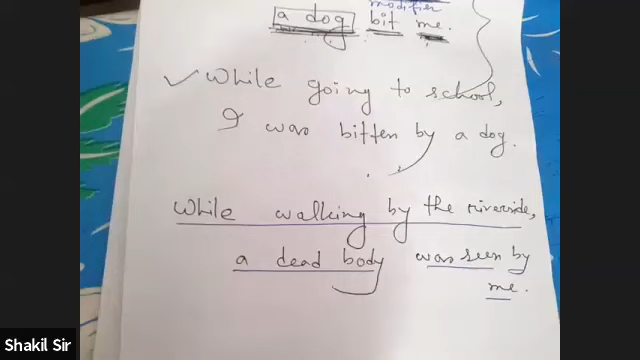 modifier
a dog bit me.
While going to school,
I was bitten by a dog.
While walking by the riverside,
a dead body was seen by
me.
Shakil Sir